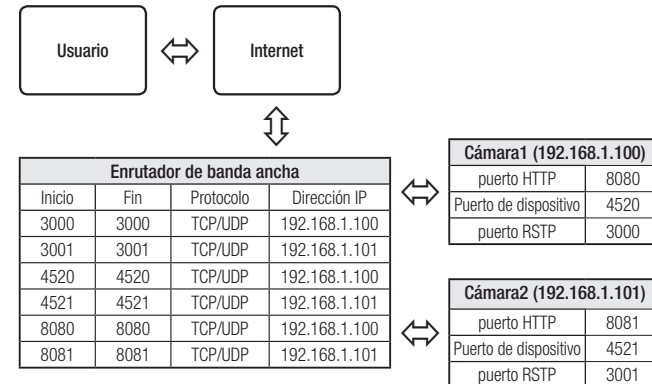 Usuario
Internet
Enrutador de banda ancha
Inicio Fin Protocolo Dirección IP
3000 3000 TCP/UDP 192.168.1.100
3001 3001 TCP/UDP 192.168.1.101
4520 4520 TCP/UDP 192.168.1.100
4521 4521 TCP/UDP 192.168.1.101
8080 8080 TCP/UDP 192.168.1.100
8081 8081 TCP/UDP 192.168.1.101
Cámara1 (192.168.1.100)
puerto HTTP 8080
Puerto de dispositivo 4520
puerto RSTP 3000
Cámara2 (192.168.1.101)
puerto HTTP 8081
Puerto de dispositivo 4521
puerto RSTP 3001